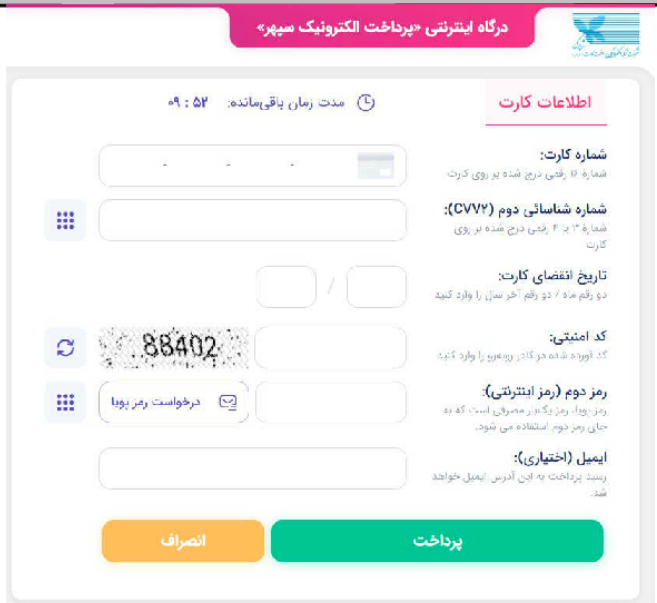 درگاه اینترنتی «پرداخت الکترونیک سپهر»
اطلاعات کارت
مدت زمان باقی‌مانده: ۰۹ : ۵۲
شماره کارت:
شمارهٔ ۱۶ رقمی درج شده بر روی کارت
- - -
شماره شناسائی دوم (CVV۲):
شمارهٔ ۳ یا ۴ رقمی درج شده بر روی
کارت
تاریخ انقضای کارت:
دو رقم ماه / دو رقم آخر سال را وارد کنید
/
کد امنیتی:
کد آورده شده در کادر روبه‌رو را وارد کنید
88402
رمز دوم (رمز اینترنتی):
رمز پویا، رمز یکبار مصرفی است که به
جای رمز دوم استفاده می شود.
درخواست رمز پویا
ایمیل (اختیاری):
رسید پرداخت به این آدرس ایمیل خواهد
شد.
پرداخت
انصراف